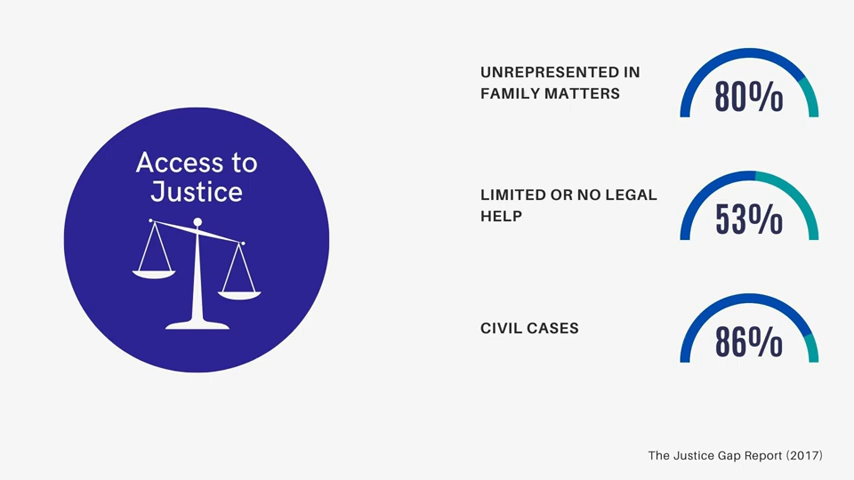 Access to
Justice
UNREPRESENTED IN
FAMILY MATTERS
80%
LIMITED OR NO LEGAL
HELP
53%
CIVIL CASES
86%
The Justice Gap Report (2017)